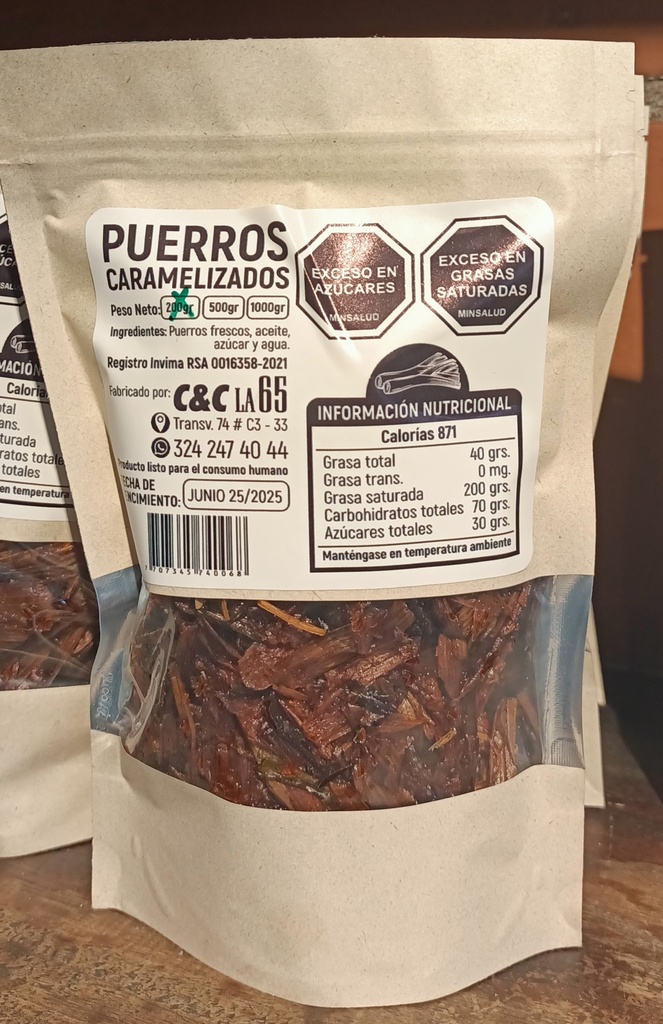 PUERROS
CARAMELIZADOS
Peso Neto: 200gr 500gr 1000gr
Ingredientes: Puerros frescos, aceite,
azúcar y agua.
Registro Invima RSA 0016358-2021
Fabricado por: C&C LA 65
Transv. 74 # C3 - 33
324 247 40 44
Producto listo para el consumo humano
JUNIO 25/2025
7 707345 740068
EXCESO EN
AZÚCARES
MINSALUD
EXCESO EN
GRASAS
SATURADAS
MINSALUD
INFORMACIÓN NUTRICIONAL
Calorías 871
Grasa total 40 grs.
Grasa trans. 0 mg.
Grasa saturada 200 grs.
Carbohidratos totales 70 grs.
Azúcares totales 30 grs.
Manténgase en temperatura ambiente